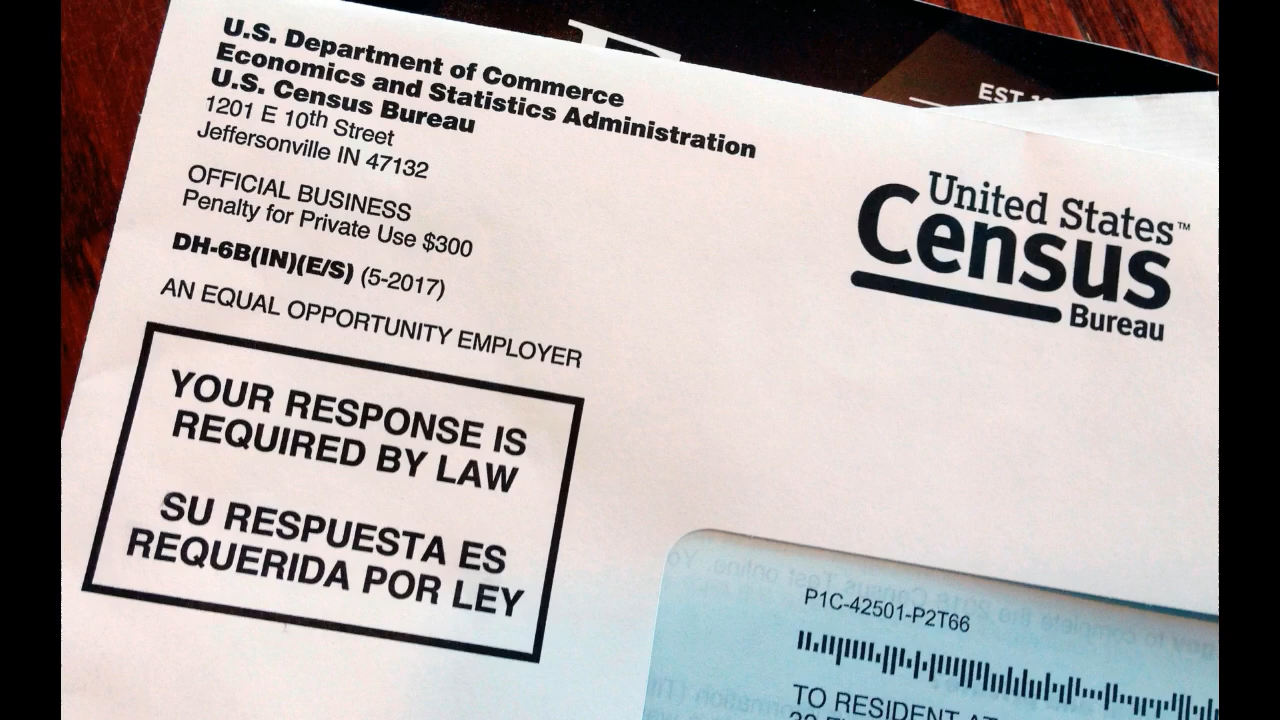 U.S. Department of Commerce
Economics and Statistics Administration
U.S. Census Bureau
1201 E 10th Street
Jeffersonville IN 47132
OFFICIAL BUSINESS
Penalty for Private Use $300
DH-6B(IN)(E/S) (5-2017)
AN EQUAL OPPORTUNITY EMPLOYER
YOUR RESPONSE IS
REQUIRED BY LAW
SU RESPUESTA ES
REQUERIDA POR LEY
EST
United States™
Census
Bureau
P1C-42501-P2T66
TO RESIDENT AT